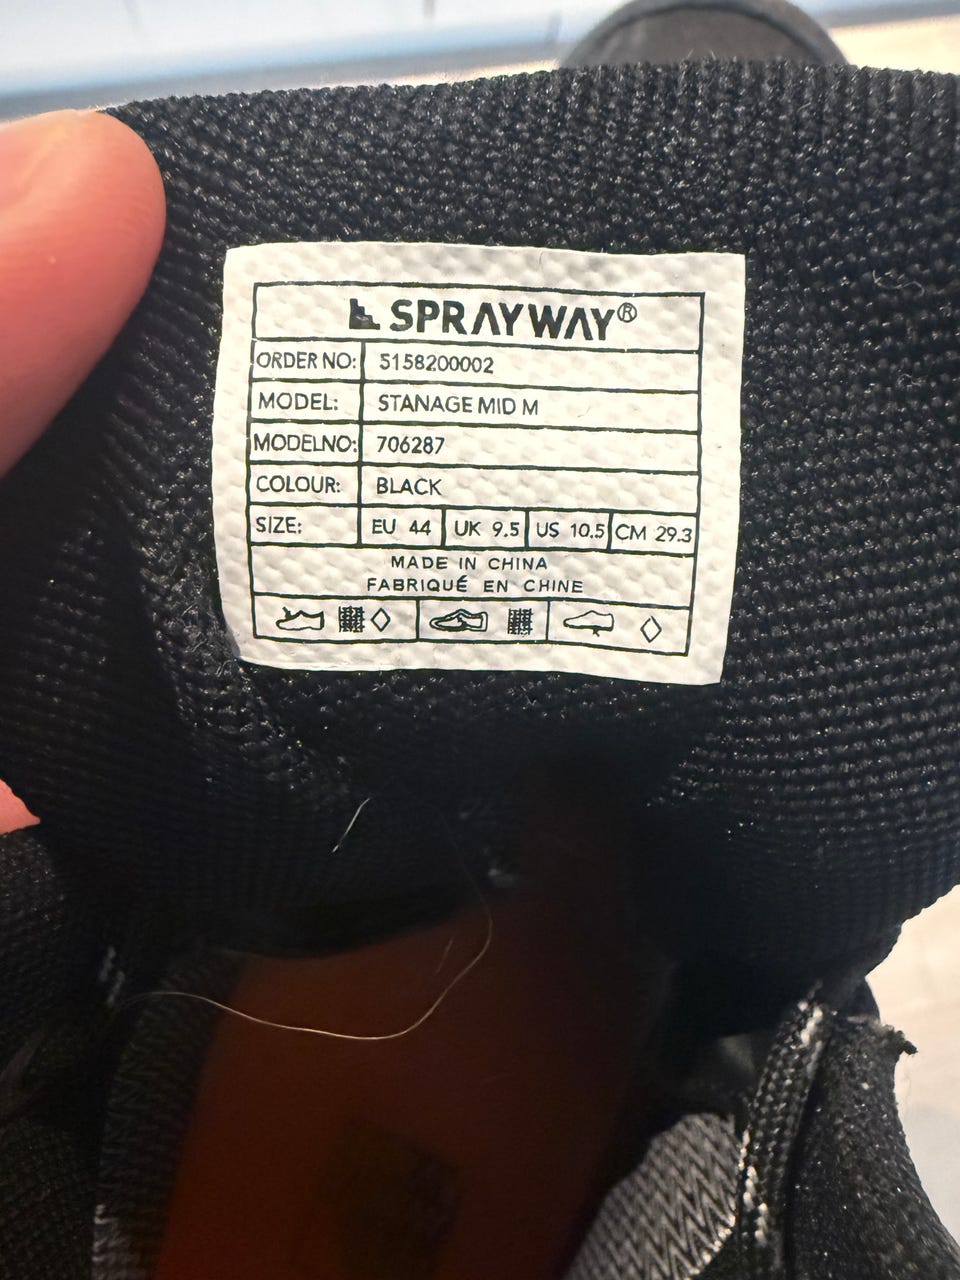 SPRAYWAY®
ORDER NO: 5158200002
MODEL: STANAGE MID M
MODELNO: 706287
COLOUR: BLACK
SIZE: EU 44 UK 9.5 US 10.5 CM 29.3
MADE IN CHINA
FABRIQUÉ EN CHINE